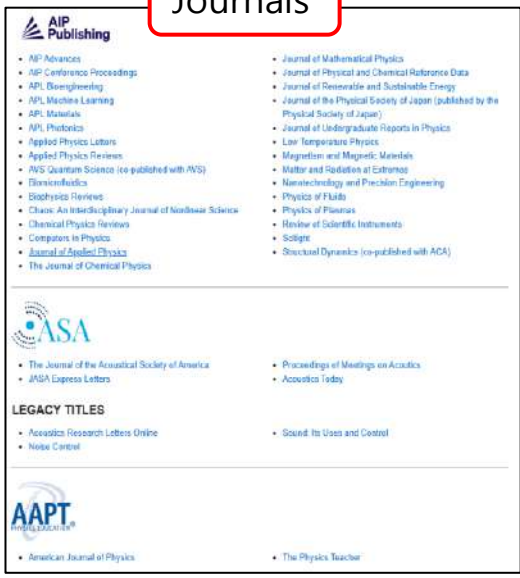 Journals
AIP
Publishing
AIP Advances
AIP Conference Proceedings
APL Bioengineering
APL Machine Learning
APL Materials
APL Photonics
Applied Physics Letters
Applied Physics Reviews
AVS Quantum Science (co-published with AVS)
Biomicrofluidics
Biophysics Reviews
Chaos: An Interdisciplinary Journal of Nonlinear Science
Chemical Physics Reviews
Computers in Physics
Journal of Applied Physics
The Journal of Chemical Physics
Journal of Mathematical Physics
Journal of Physical and Chemical Reference Data
Journal of Renewable and Sustainable Energy
Journal of the Physical Society of Japan (published by the
Physical Society of Japan)
Journal of Undergraduate Reports in Physics
Low Temperature Physics
Magnetism and Magnetic Materials
Matter and Radiation at Extremes
Nanotechnology and Precision Engineering
Physics of Fluids
Physics of Plasmas
Review of Scientific Instruments
Scilight
Structural Dynamics (co-published with ACA)
ASA
The Journal of the Acoustical Society of America
JASA Express Letters
Proceedings of Meetings on Acoutics
Acoustics Today
LEGACY TITLES
Acoustics Research Letters Online
Noise Control
Sound: Its Uses and Control
AAPT
PHYSICS EDUCATION
American Journal of Physics
The Physics Teacher